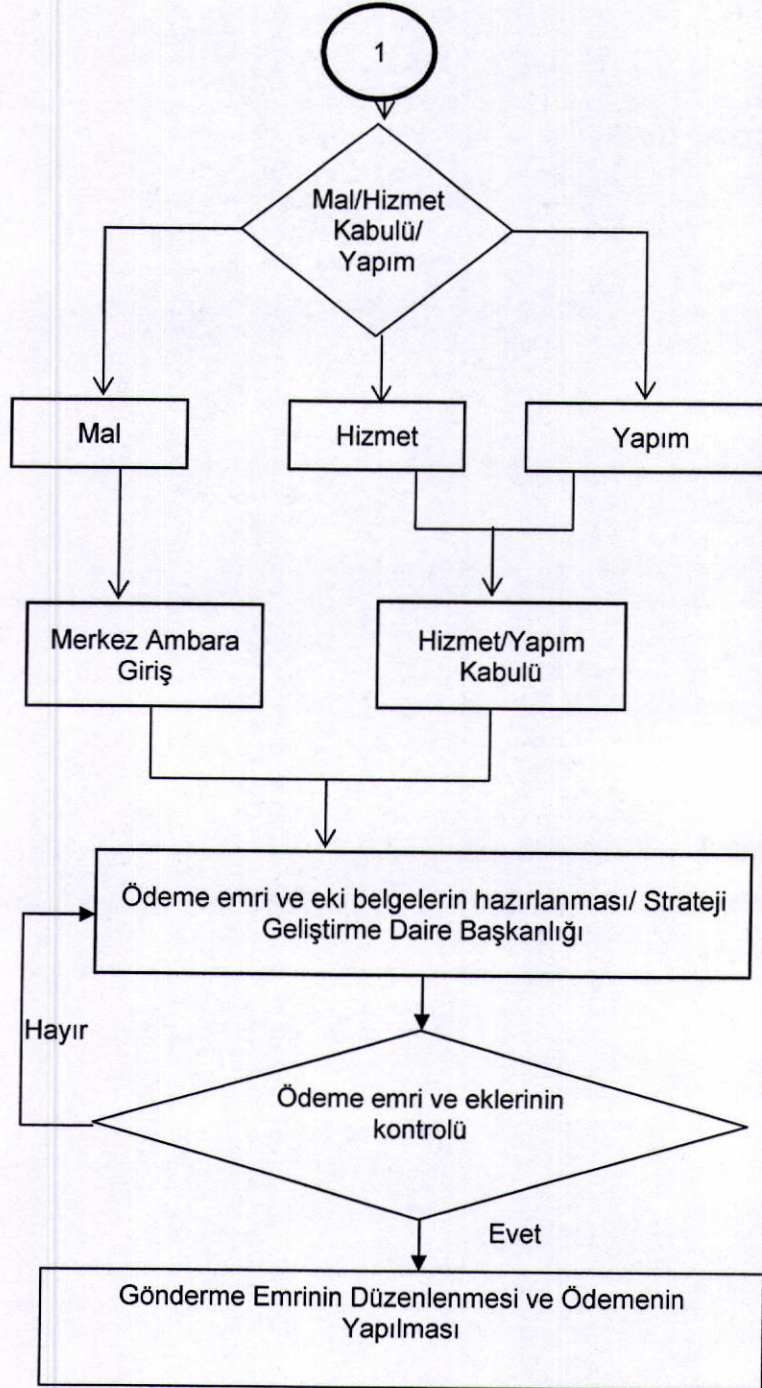 1
Mal/Hizmet
Kabulü/
Yapım
Mal
Hizmet
Yapım
Merkez Ambara
Giriş
Hizmet/Yapım
Kabulü
Ödeme emri ve eki belgelerin hazırlanması/ Strateji
Geliştirme Daire Başkanlığı
Hayır
Ödeme emri ve eklerinin
kontrolü
Evet
Gönderme Emrinin Düzenlenmesi ve Ödemenin
Yapılması